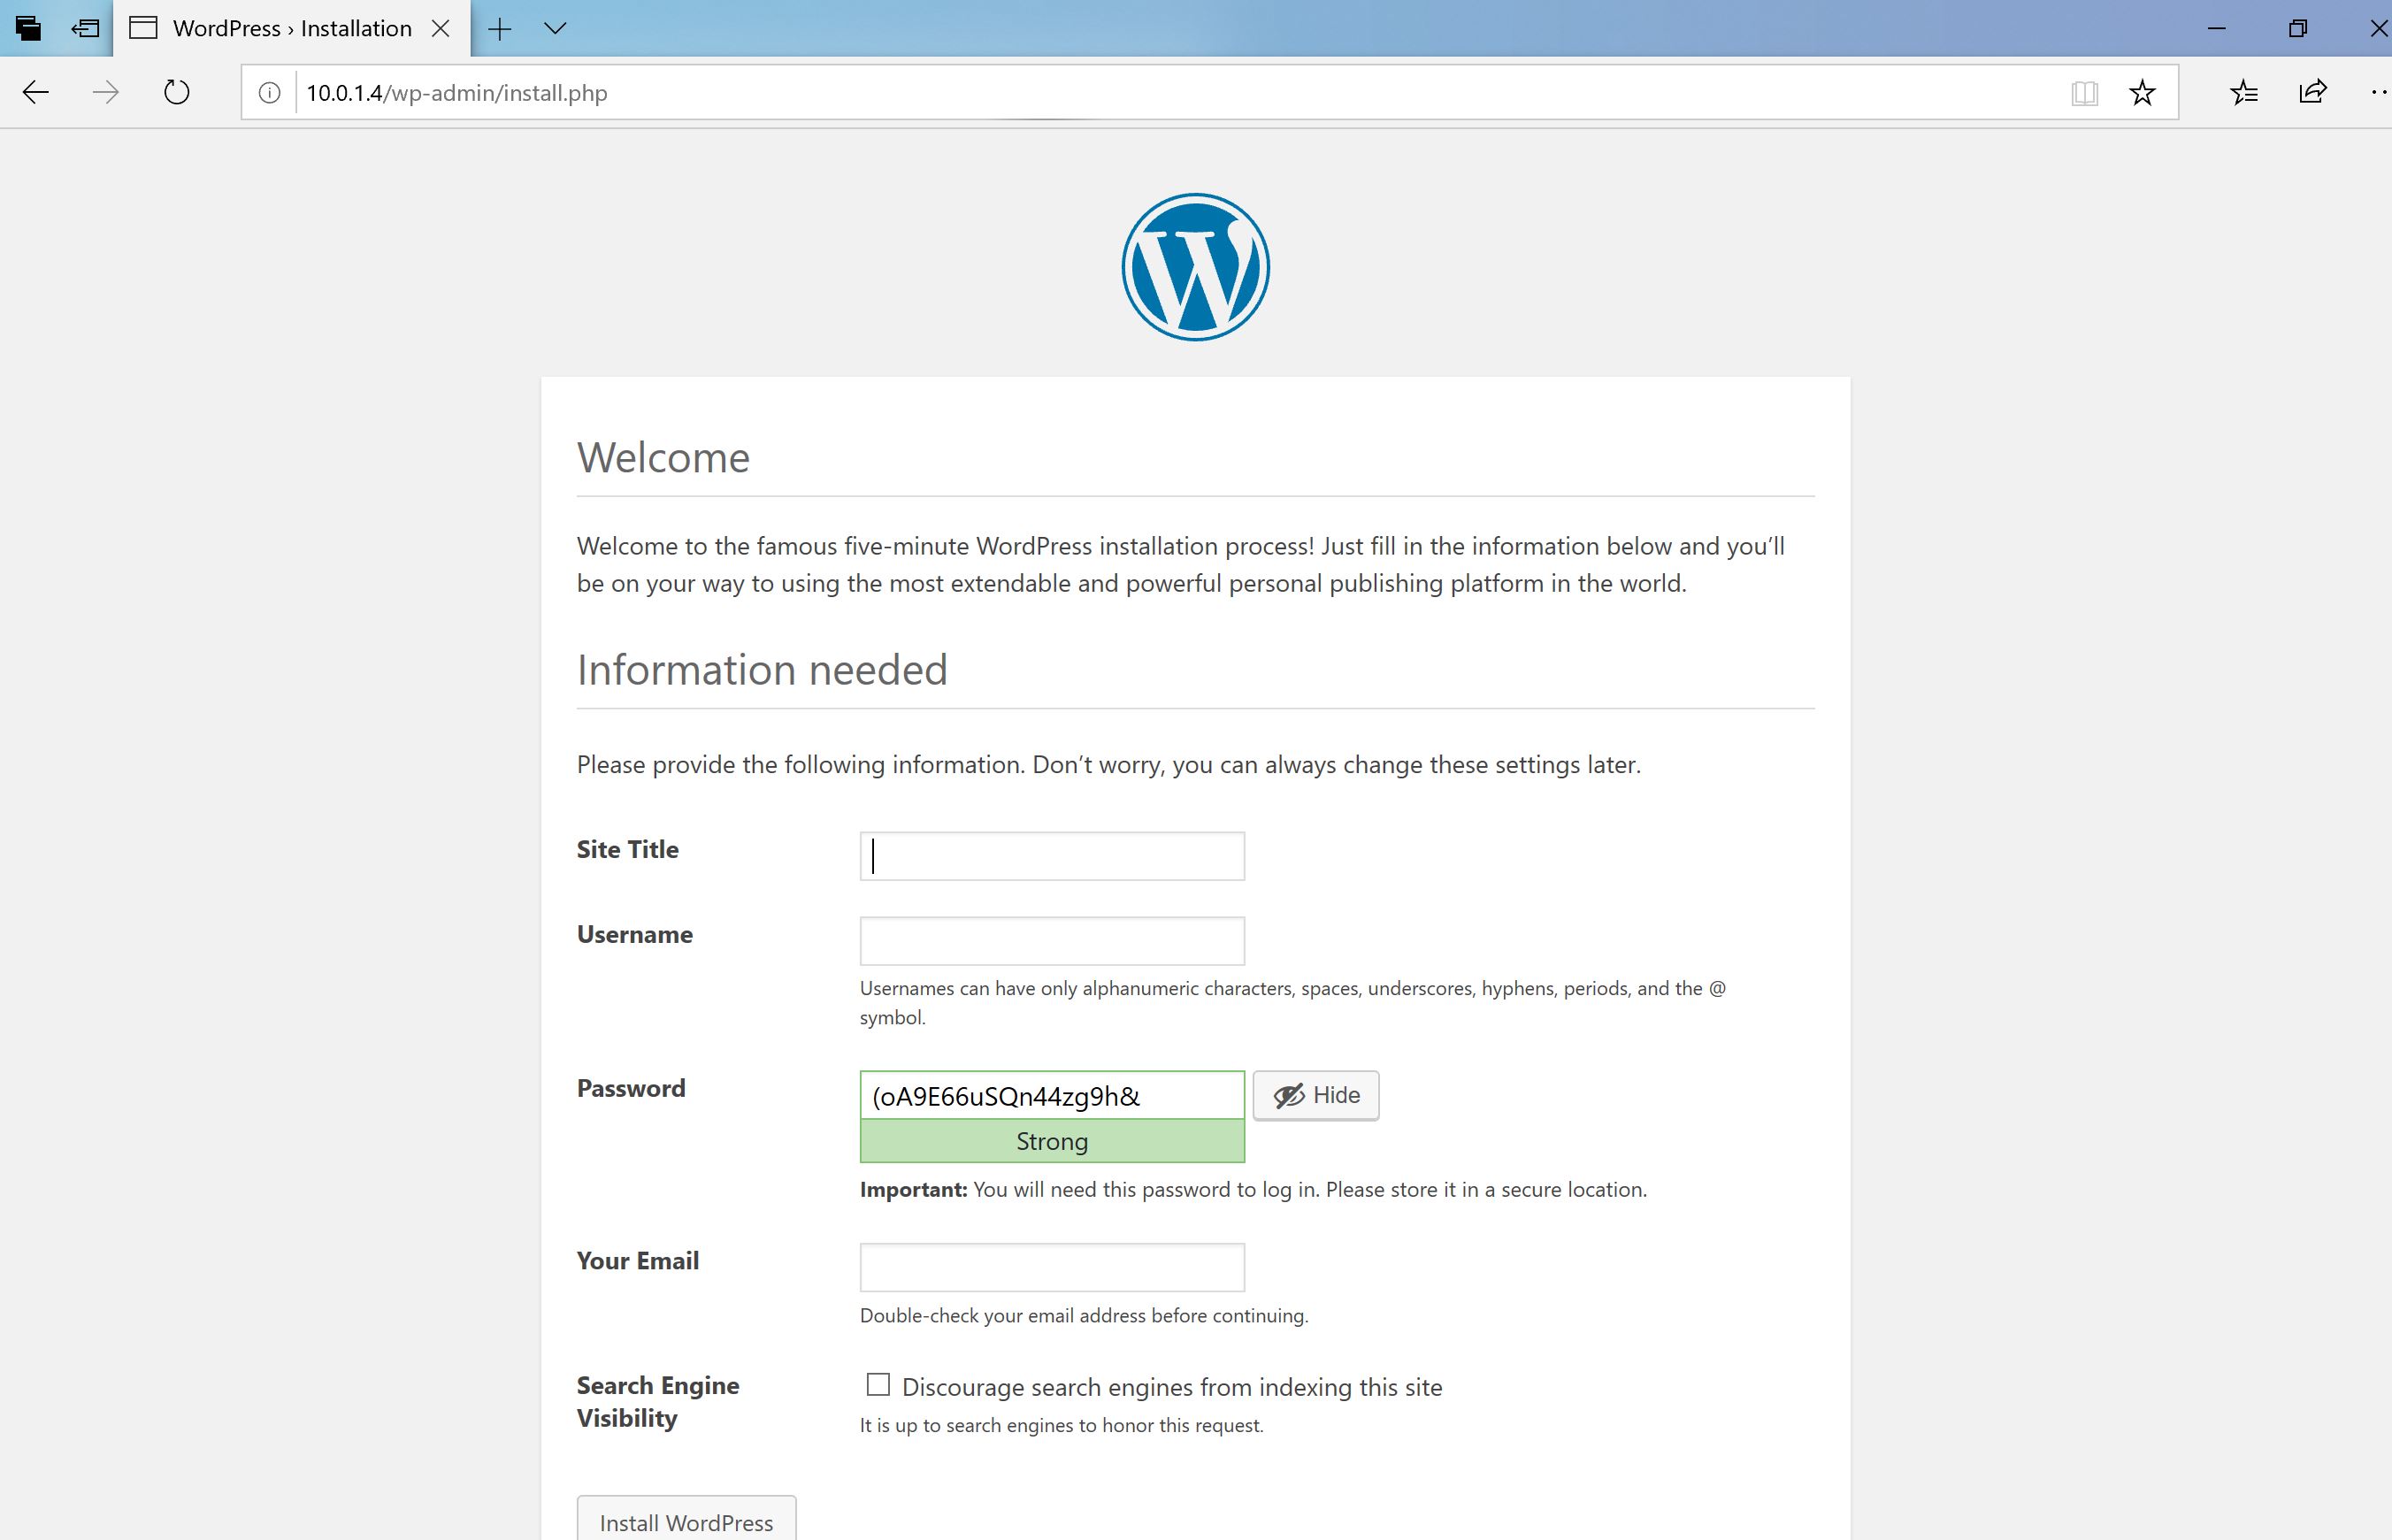 WordPress › Installation
10.0.1.4/wp-admin/install.php
Welcome
Welcome to the famous five-minute WordPress installation process! Just fill in the information below and you’ll
be on your way to using the most extendable and powerful personal publishing platform in the world.
Information needed
Please provide the following information. Don’t worry, you can always change these settings later.
Site Title
Username
Usernames can have only alphanumeric characters, spaces, underscores, hyphens, periods, and the @
symbol.
Password
(oA9E66uSQn44zg9h&
Hide
Strong
Important: You will need this password to log in. Please store it in a secure location.
Your Email
Double-check your email address before continuing.
Search Engine
Visibility
Discourage search engines from indexing this site
It is up to search engines to honor this request.
Install WordPress